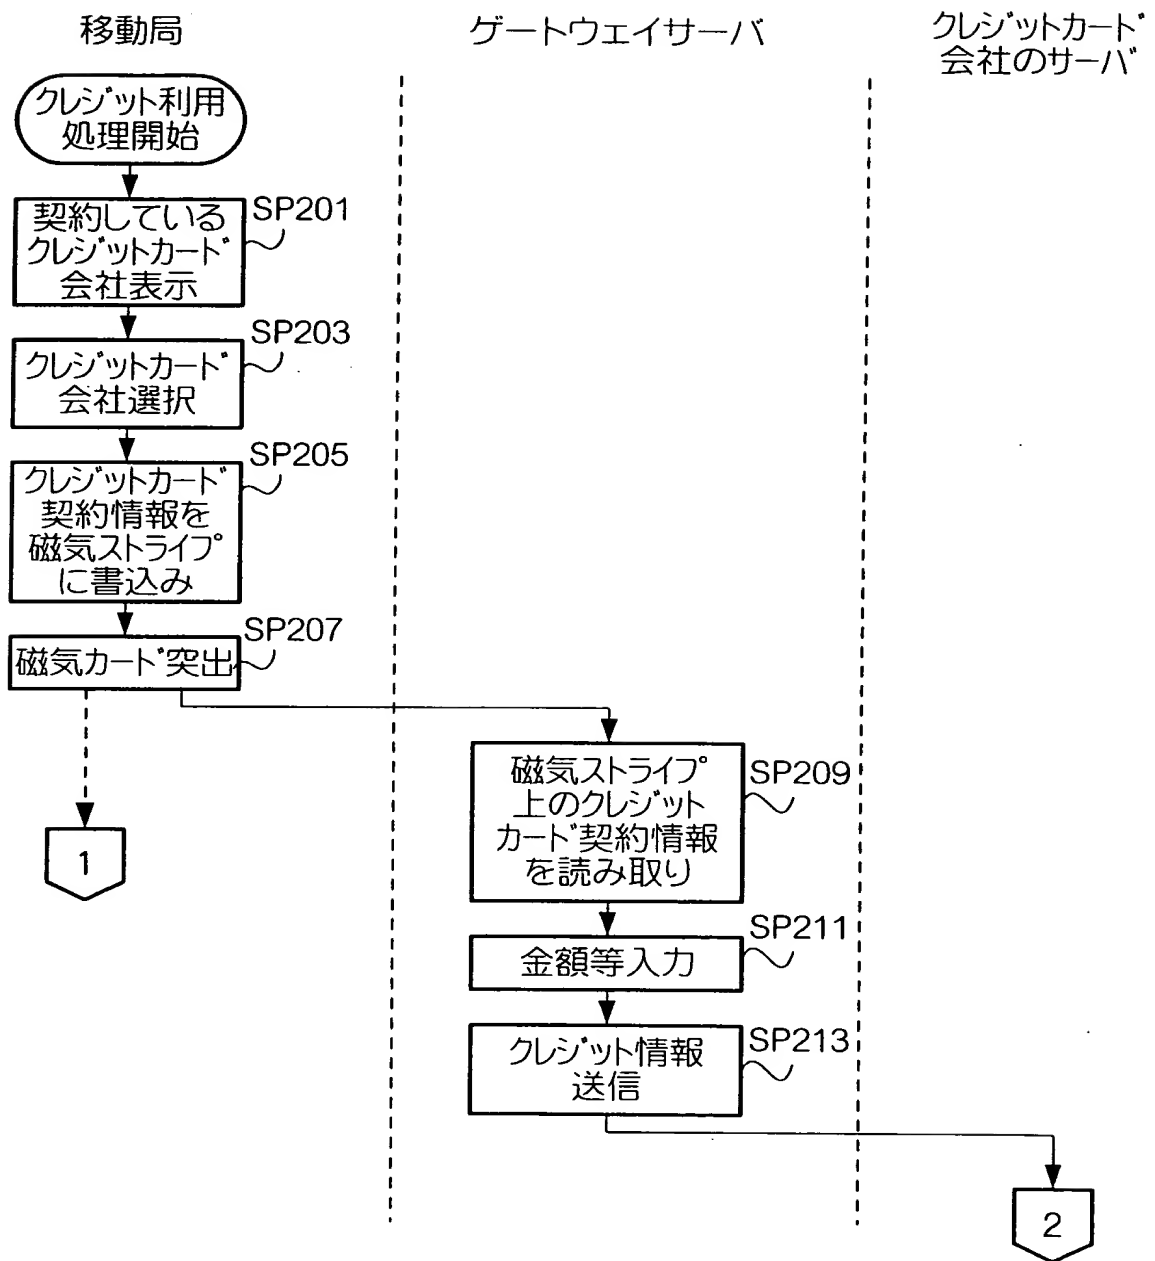 移動局
ゲートウェイサーバ
クレジットカード
会社のサーバ
クレジット利用
処理開始
契約している
クレジットカード
会社表示
SP201
クレジットカード
会社選択
SP203
クレジットカード
契約情報を
磁気ストライプ
に書込み
SP205
磁気カード突出
SP207
1
磁気ストライプ
上のクレジット
カード契約情報
を読み取り
SP209
金額等入力
SP211
クレジット情報
送信
SP213
2